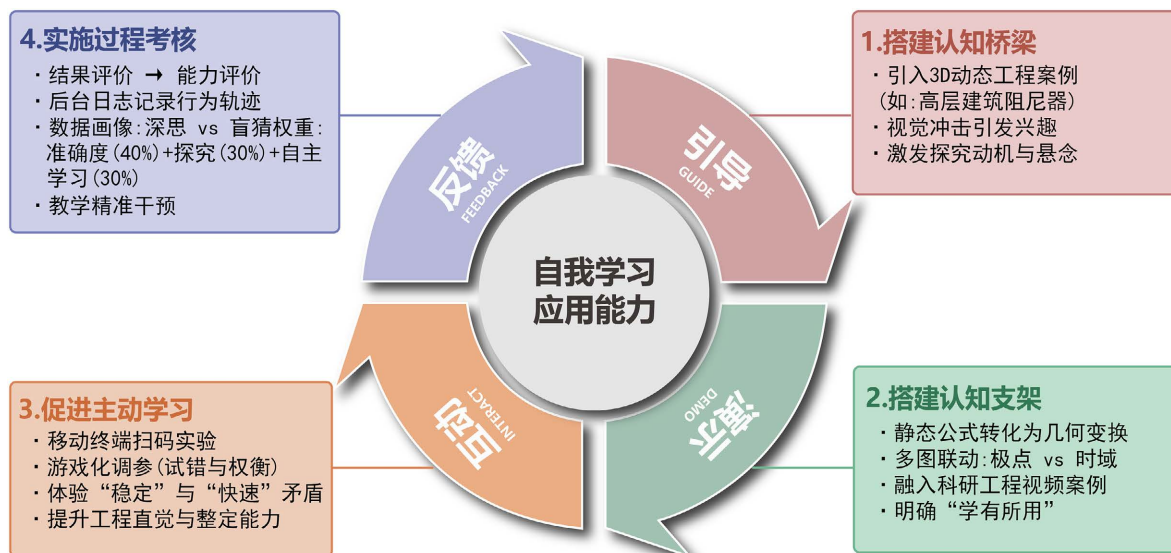 4.实施过程考核
· 结果评价 → 能力评价
· 后台日志记录行为轨迹
· 数据画像:深思 vs 盲猜权重:
准确度(40%)+探究(30%)+自主
学习(30%)
· 教学精准干预
1.搭建认知桥梁
· 引入3D动态工程案例
(如:高层建筑阻尼器)
· 视觉冲击引发兴趣
· 激发探究动机与悬念
反馈
FEEDBACK
引导
GUIDE
自我学习
应用能力
互动
INTERACT
演示
DEMO
3.促进主动学习
· 移动终端扫码实验
· 游戏化调参(试错与权衡)
· 体验“稳定”与“快速”矛盾
· 提升工程直觉与整定能力
2.搭建认知支架
· 静态公式转化为几何变换
· 多图联动:极点 vs 时域
· 融入科研工程视频案例
· 明确“学有所用”